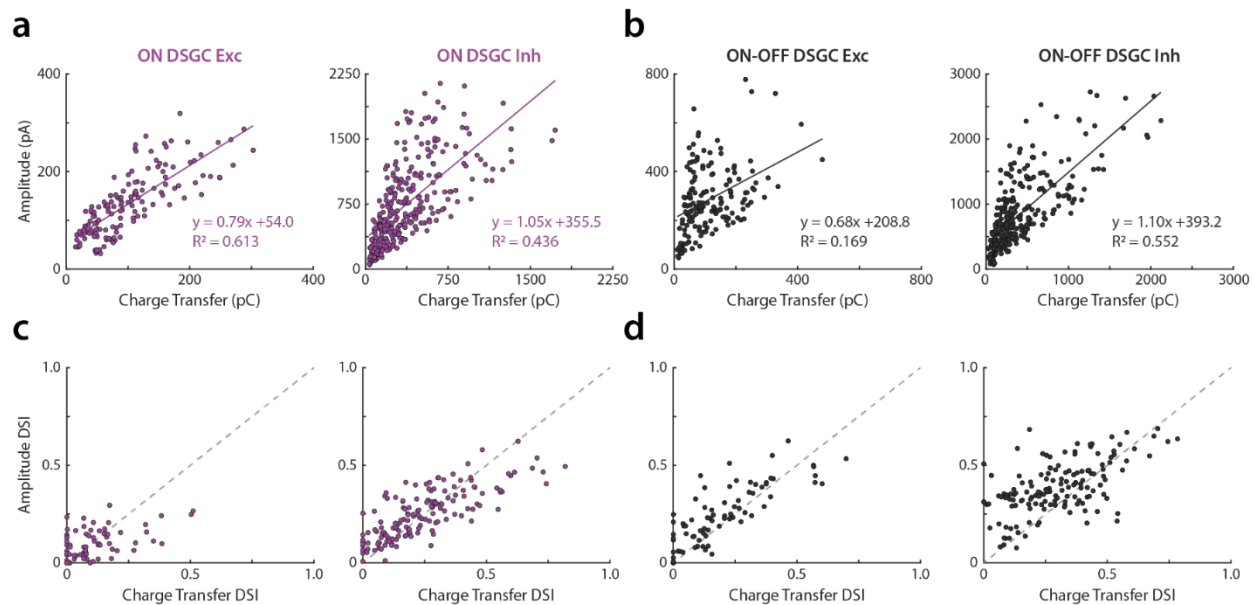 a
b
ON DSGC Exc
ON DSGC Inh
ON-OFF DSGC Exc
ON-OFF DSGC Inh
Amplitude (pA)
400
200
0
0
200
400
Charge Transfer (pC)
y = 0.79x +54.0
R² = 0.613
2250
1500
750
0
0
750
1500
2250
Charge Transfer (pC)
y = 1.05x +355.5
R² = 0.436
800
400
0
0
400
800
Charge Transfer (pC)
y = 0.68x +208.8
R² = 0.169
3000
2000
1000
0
0
1000
2000
3000
Charge Transfer (pC)
y = 1.10x +393.2
R² = 0.552
c
d
Amplitude DSI
1.0
0.5
0
0
0.5
1.0
Charge Transfer DSI
1.0
0.5
0
0
0.5
1.0
Charge Transfer DSI
1.0
0.5
0
0
0.5
1.0
Charge Transfer DSI
1.0
0.5
0
0
0.5
1.0
Charge Transfer DSI